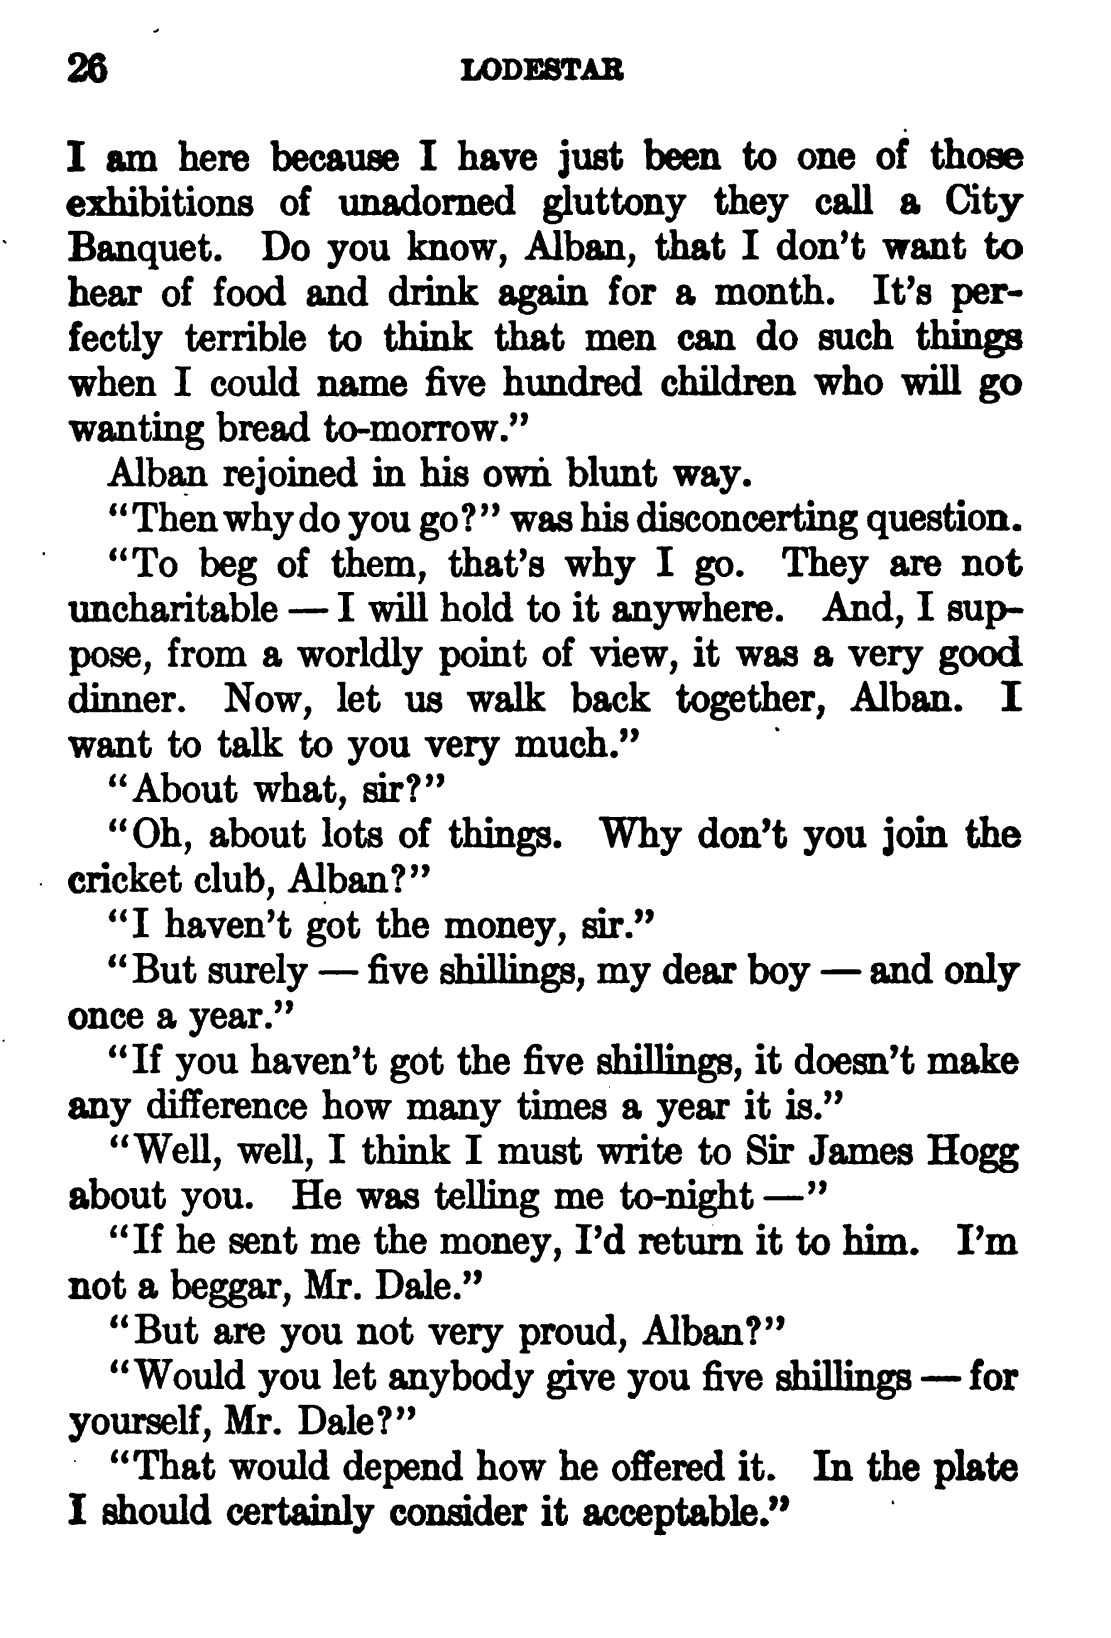 26 LODESTAR
I am here because I have just been to one of those
exhibitions of unadorned gluttony they call a City
Banquet. Do you know, Alban, that I don't want to
hear of food and drink again for a month. It's per-
fectly terrible to think that men can do such things
when I could name five hundred children who will go
wanting bread to-morrow."
Alban rejoined in his own blunt way.
"Then why do you go?" was his disconcerting question.
"To beg of them, that's why I go. They are not
uncharitable — I will hold to it anywhere. And, I sup-
pose, from a worldly point of view, it was a very good
dinner. Now, let us walk back together, Alban. I
want to talk to you very much."
"About what, sir?"
"Oh, about lots of things. Why don't you join the
cricket club, Alban?"
"I haven't got the money, sir."
"But surely — five shillings, my dear boy — and only
once a year."
"If you haven't got the five shillings, it doesn't make
any difference how many times a year it is."
"Well, well, I think I must write to Sir James Hogg
about you. He was telling me to-night —"
"If he sent me the money, I'd return it to him. I'm
not a beggar, Mr. Dale."
"But are you not very proud, Alban?"
"Would you let anybody give you five shillings — for
yourself, Mr. Dale?"
"That would depend how he offered it. In the plate
I should certainly consider it acceptable."